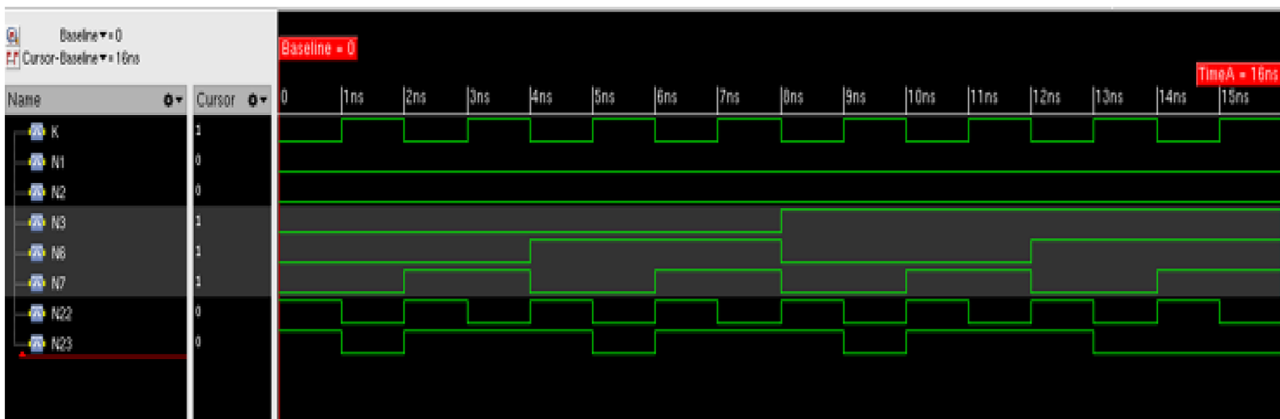 Baseline▾=0
Cursor-Baseline▾=16ns
Baseline = 0
TimeA = 16ns
Name Cursor 0 1ns 2ns 3ns 4ns 5ns 6ns 7ns 8ns 9ns 10ns 11ns 12ns 13ns 14ns 15ns
K 1
N1 0
N2 0
N3 1
N6 1
N7 1
N22 0
N23 0